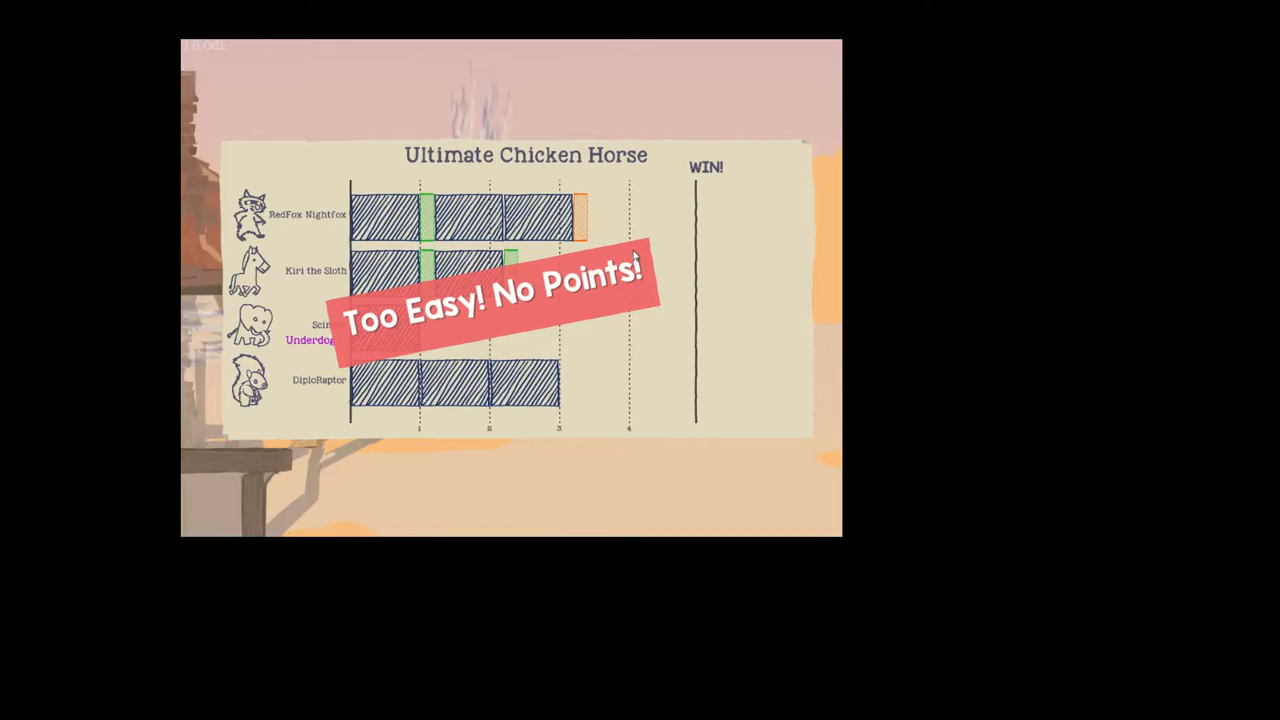 Ultimate Chicken Horse
WIN!
RedFox Nightfox
Kiri the Sloth
Too Easy! No Points!
Underdog
DiploRaptor
1 2 3 4